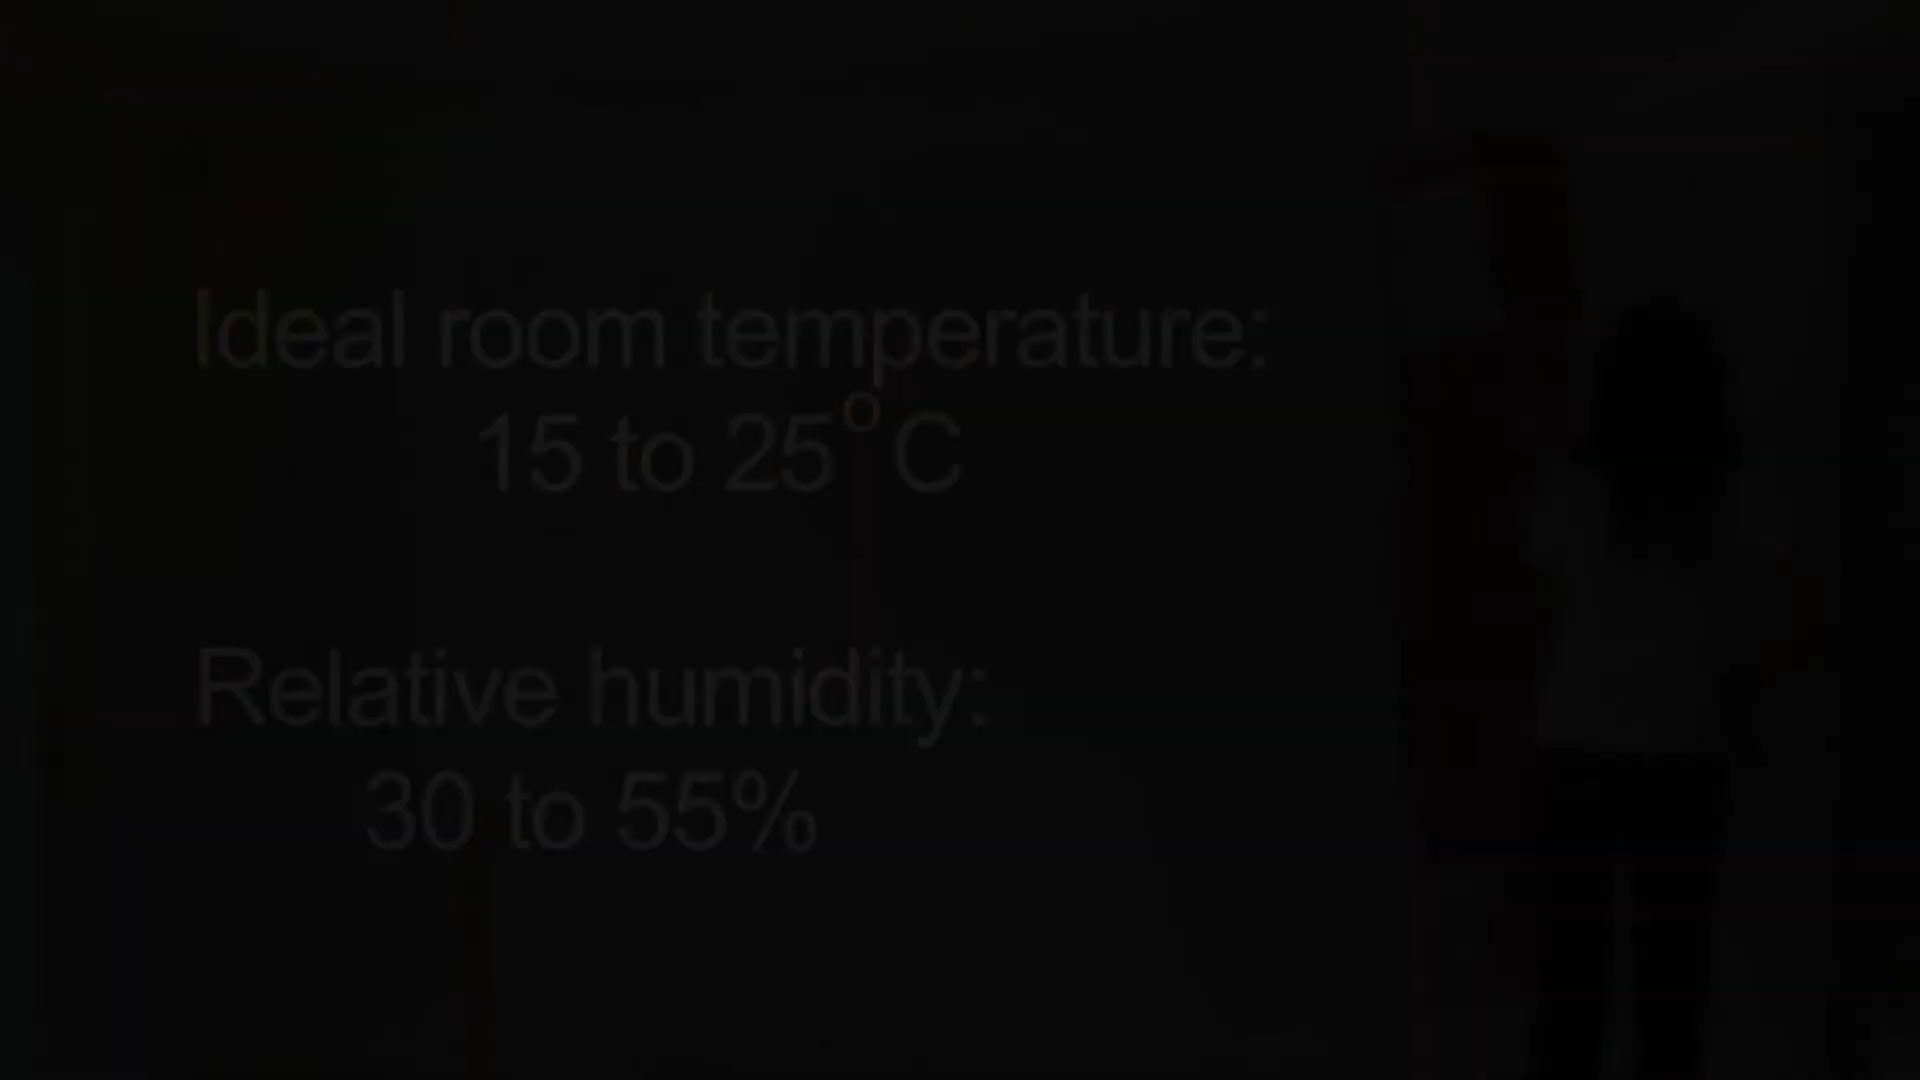 Ideal room temperature:
15 to 25°C
Relative humidity:
30 to 55%